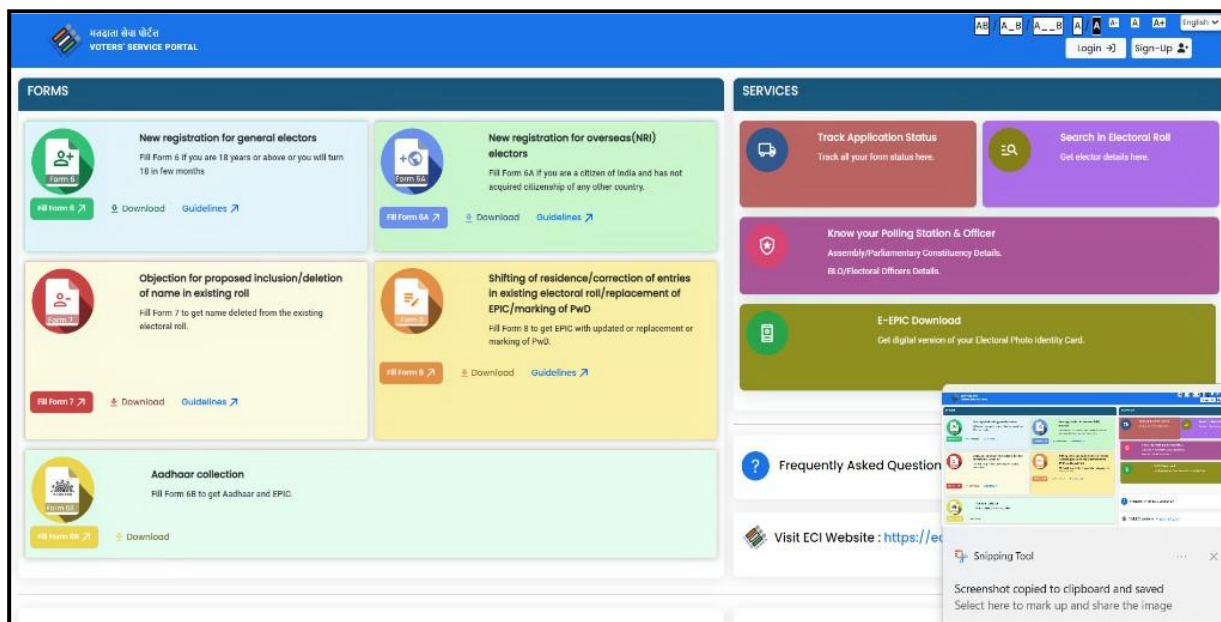 मतदाता सेवा पोर्टल
VOTERS' SERVICE PORTAL
AB / A_B / A__B A / A A- A A+ English
Login Sign-Up
FORMS
New registration for general electors
Fill Form 6 if you are 18 years or above or you will turn
18 in few months
Form 6
Fill Form 6 Download Guidelines
New registration for overseas(NRI)
electors
Fill Form 6A if you are a citizen of India and has not
acquired citizenship of any other country.
Form 6A
Fill Form 6A Download Guidelines
Objection for proposed inclusion/deletion
of name in existing roll
Fill Form 7 to get name deleted from the existing
electoral roll.
Form 7
Fill Form 7 Download Guidelines
Shifting of residence/correction of entries
in existing electoral roll/replacement of
EPIC/marking of PwD
Fill Form 8 to get EPIC with updated or replacement or
marking of PwD.
Form 8
Fill Form 8 Download Guidelines
Aadhaar collection
Fill Form 6B to get Aadhaar and EPIC.
Form 6B
Fill Form 6B Download
SERVICES
Track Application Status
Track all your form status here.
Search in Electoral Roll
Get elector details here.
Know your Polling Station & Officer
Assembly/Parliamentary Constituency Details.
BLO/Electoral Officers Details.
E-EPIC Download
Get digital version of your Electoral Photo Identity Card.
? Frequently Asked Question
Visit ECI Website : https://ec
Snipping Tool
Screenshot copied to clipboard and saved
Select here to mark up and share the image